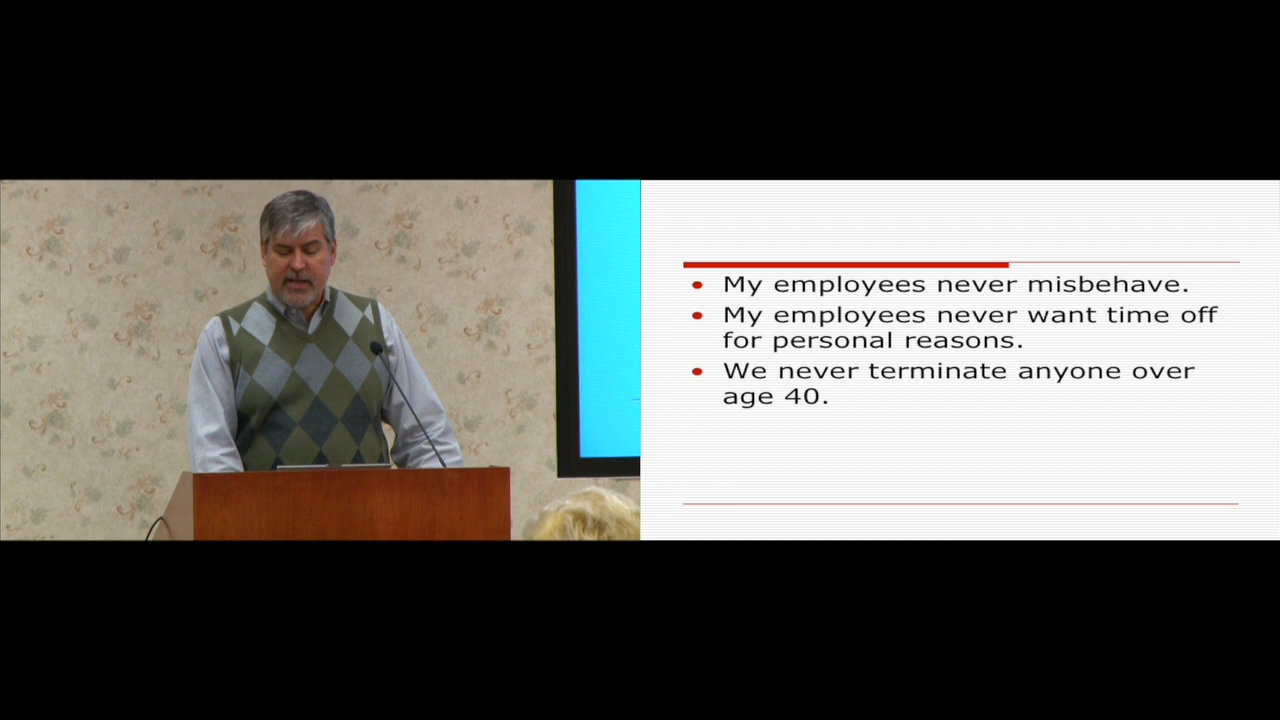 My employees never misbehave.
My employees never want time off
for personal reasons.
We never terminate anyone over
age 40.